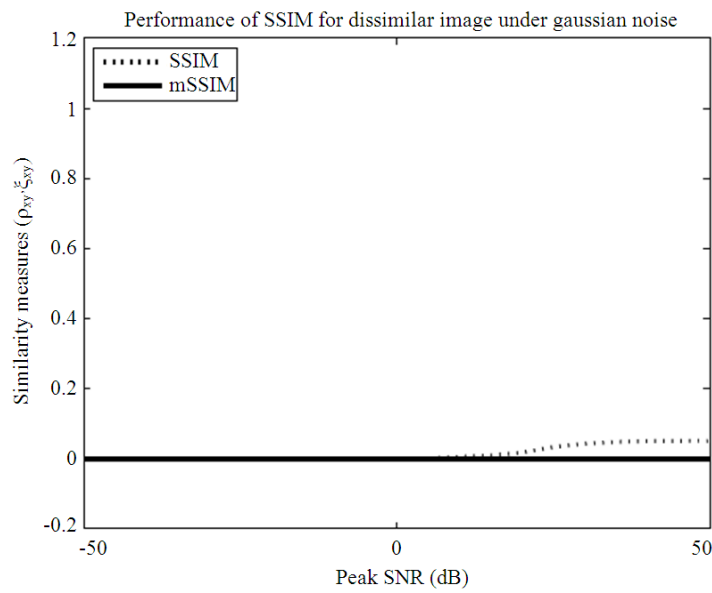 Performance of SSIM for dissimilar image under gaussian noise
1.2
SSIM
mSSIM
1
0.8
0.6
0.4
0.2
0
-0.2
Similarity measures (ρxy,ξxy)
-50
0
50
Peak SNR (dB)